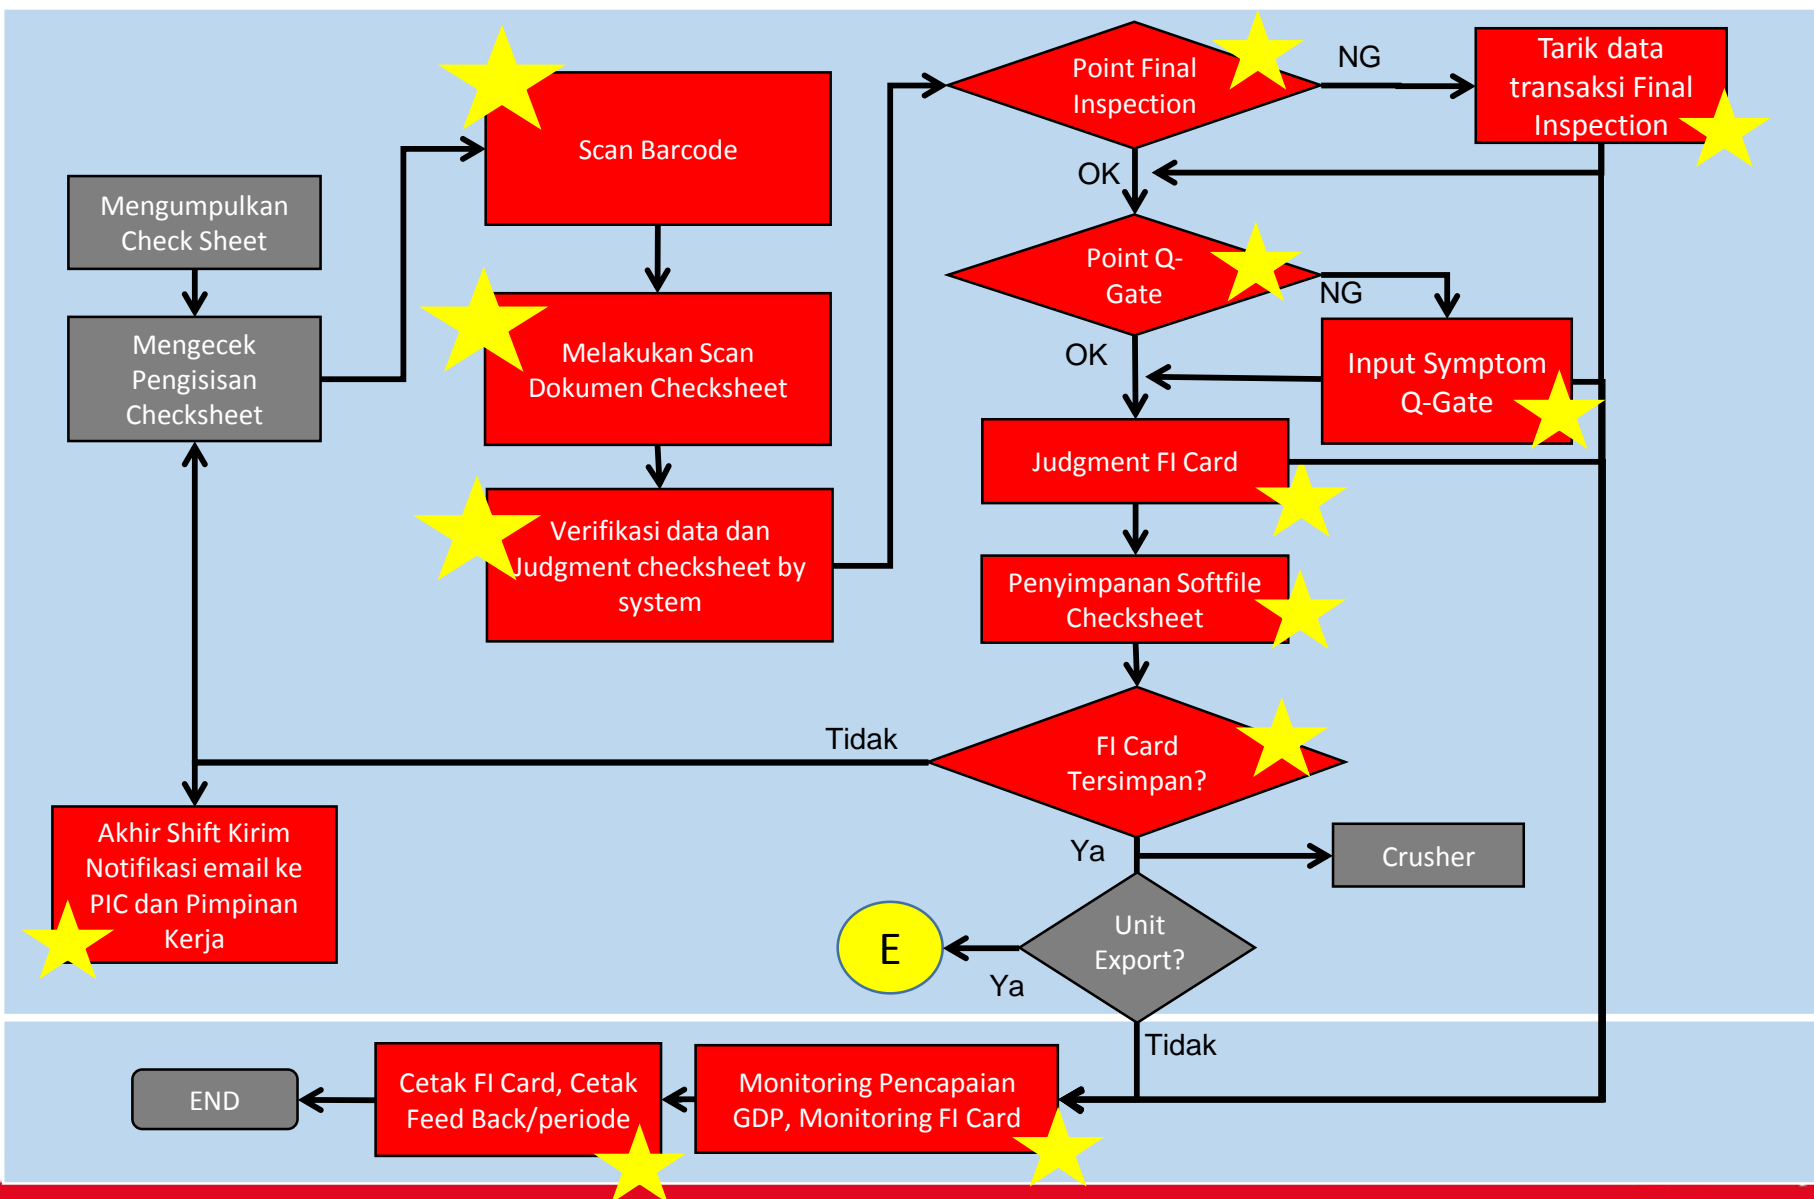 Mengumpulkan
Check Sheet
Mengecek
Pengisisan
Checksheet
Scan Barcode
Melakukan Scan
Dokumen Checksheet
Verifikasi data dan
Judgment checksheet by
system
Point Final
Inspection
NG
Tarik data
transaksi Final
Inspection
OK
Point Q-
Gate
NG
Input Symptom
Q-Gate
OK
Judgment FI Card
Penyimpanan Softfile
Checksheet
FI Card
Tersimpan?
Tidak
Akhir Shift Kirim
Notifikasi email ke
PIC dan Pimpinan
Kerja
Ya
Crusher
Unit
Export?
Ya
E
Tidak
Monitoring Pencapaian
GDP, Monitoring FI Card
Cetak FI Card, Cetak
Feed Back/periode
END